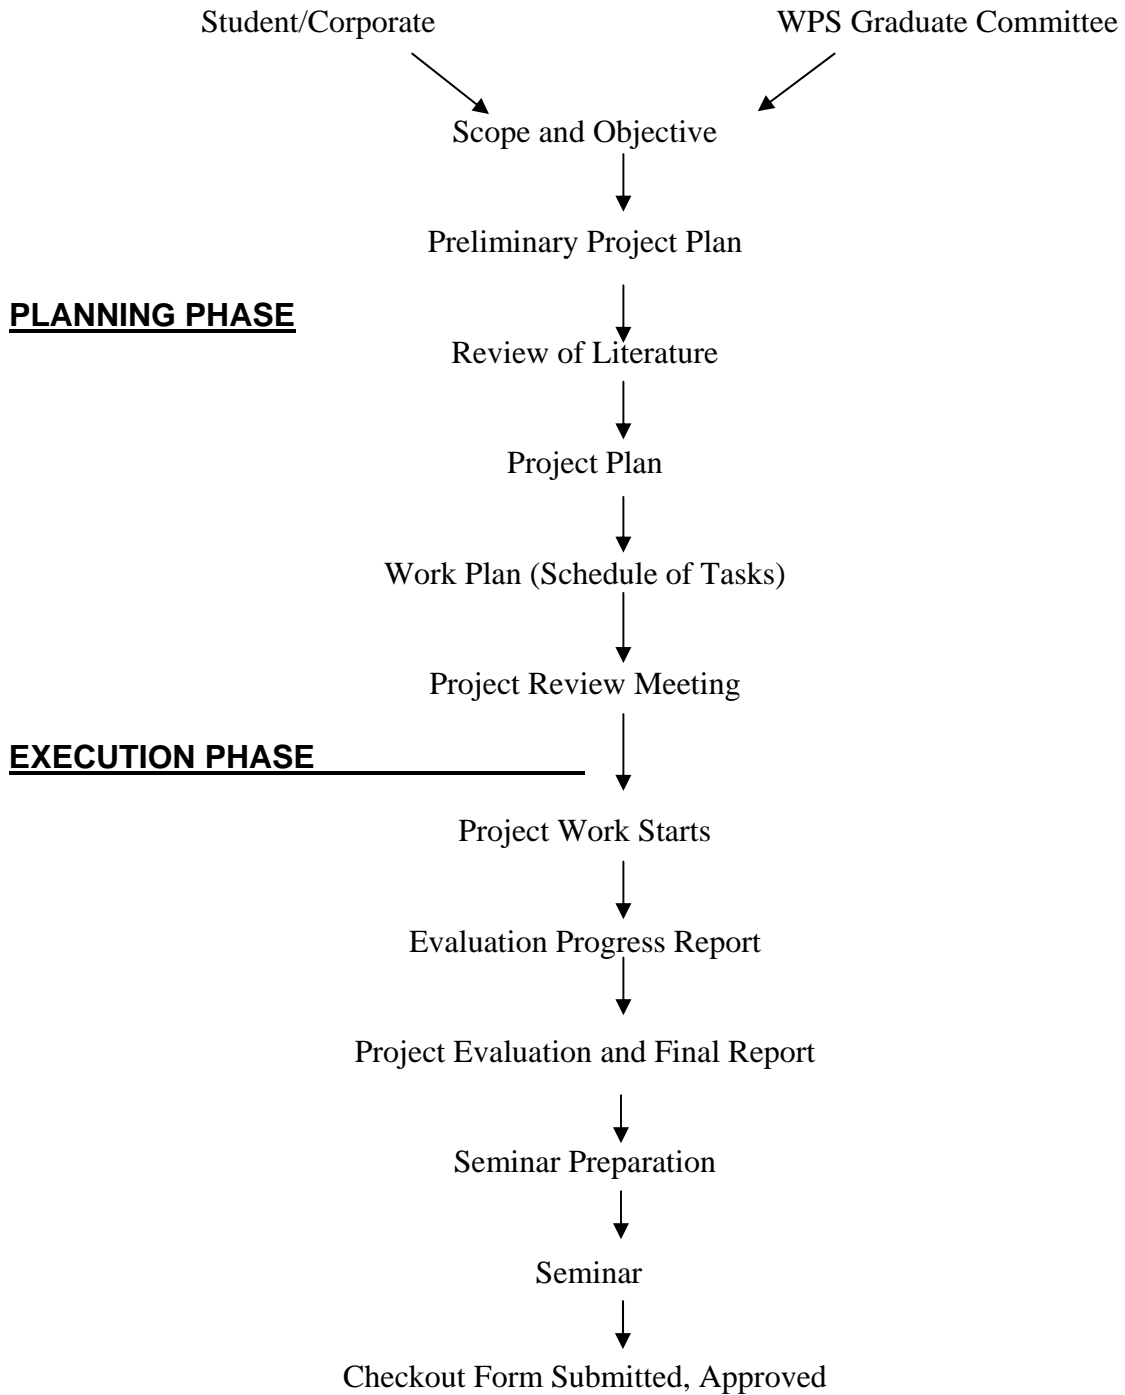 Student/Corporate
WPS Graduate Committee
Scope and Objective
Preliminary Project Plan
PLANNING PHASE
Review of Literature
Project Plan
Work Plan (Schedule of Tasks)
Project Review Meeting
EXECUTION PHASE
Project Work Starts
Evaluation Progress Report
Project Evaluation and Final Report
Seminar Preparation
Seminar
Checkout Form Submitted, Approved